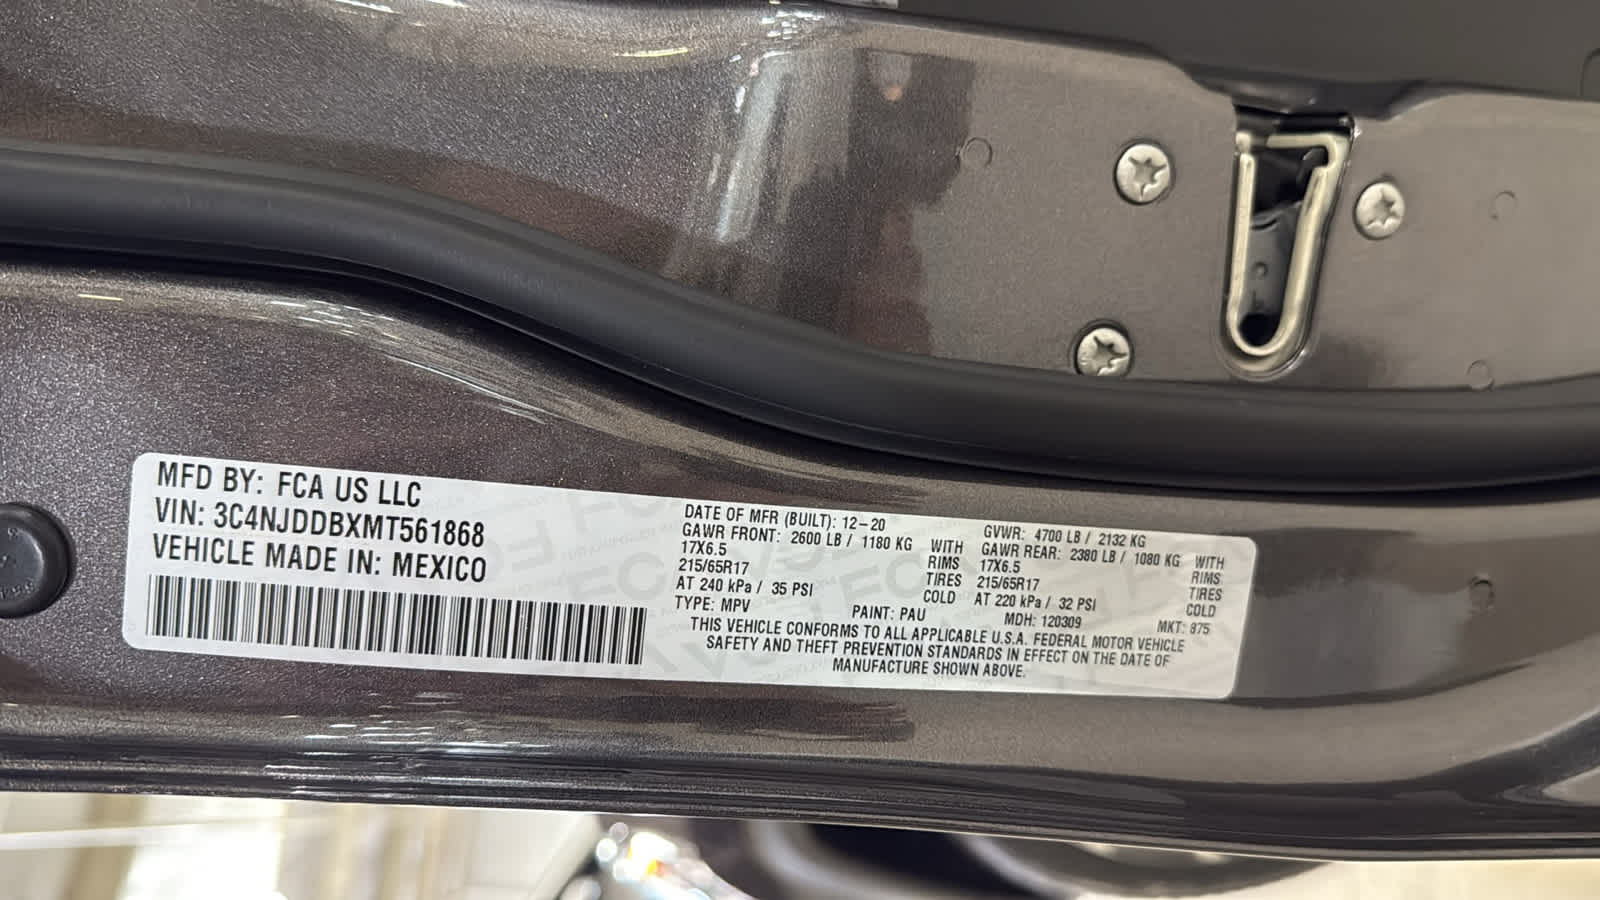 MFD BY: FCA US LLC
VIN: 3C4NJDDBXMT561868
VEHICLE MADE IN: MEXICO
DATE OF MFR (BUILT): 12-20
GVWR: 4700 LB / 2132 KG
GAWR FRONT: 2600 LB / 1180 KG WITH
17X6.5 RIMS
215/65R17 TIRES
AT 240 kPa / 35 PSI COLD
GAWR REAR: 2380 LB / 1080 KG WITH
17X6.5 RIMS
215/65R17 TIRES
AT 220 kPa / 32 PSI COLD
TYPE: MPV PAINT: PAU MDH: 120309 MKT: 875
THIS VEHICLE CONFORMS TO ALL APPLICABLE U.S.A. FEDERAL MOTOR VEHICLE
SAFETY AND THEFT PREVENTION STANDARDS IN EFFECT ON THE DATE OF
MANUFACTURE SHOWN ABOVE.